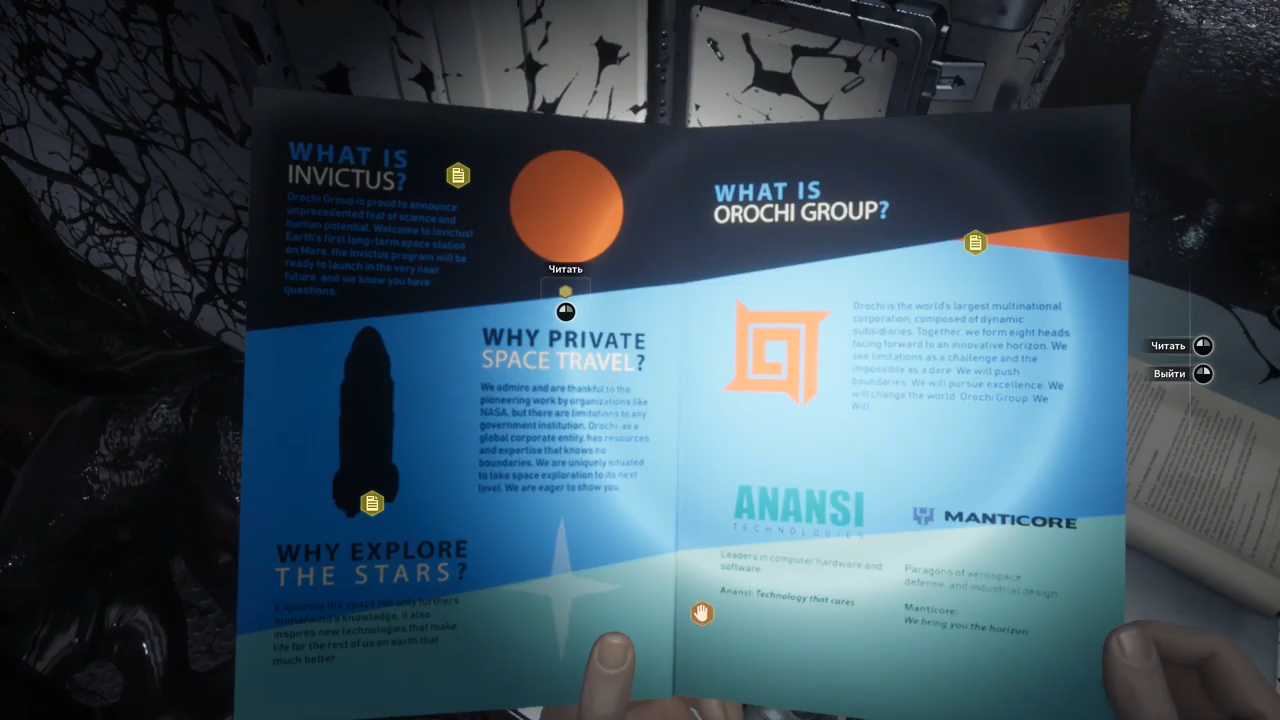 WHAT IS
INVICTUS?
Orochi Group is proud to announce
unprecedented feat of science and
human potential. Welcome to Invictus!
Earth's first long-term space station
on Mars, the Invictus program will be
ready to launch in the very near
future, and we know you have
questions.
Читать
WHY PRIVATE
SPACE TRAVEL?
We admire and are thankful to the
pioneering work by organizations like
NASA, but there are limitations to any
government institution. Orochi, as a
global corporate entity, has resources
and expertise that knows no
boundaries. We are uniquely situated
to take space exploration to its next
level. We are eager to show you.
WHY EXPLORE
THE STARS?
Exploring the space not only furthers
humankind's knowledge, it also
inspires new technologies that make
life for the rest of us on earth that
much better
WHAT IS
OROCHI GROUP?
Orochi is the world's largest multinational
corporation, composed of dynamic
subsidiaries. Together, we form eight heads
facing forward to an innovative horizon. We
see limitations as a challenge and the
impossible as a dare. We will push
boundaries. We will pursue excellence. We
will change the world. Orochi Group: We
Will.
ANANSI
TECHNOLOGIES
Leaders in computer hardware and
software.
Anansi: Technology that cares
MANTICORE
Paragons of aerospace,
defense, and industrial design.
Manticore:
We bring you the horizon
Читать
Выйти